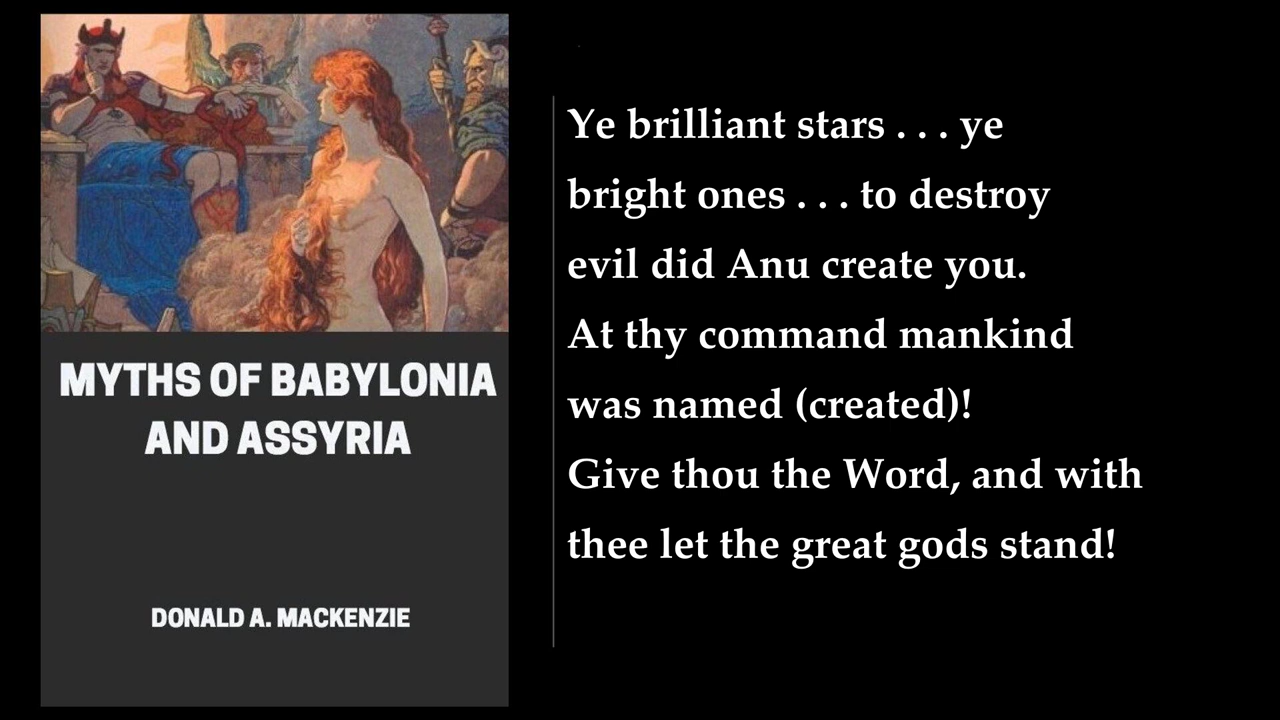 MYTHS OF BABYLONIA
AND ASSYRIA
DONALD A. MACKENZIE
Ye brilliant stars . . . ye
bright ones . . . to destroy
evil did Anu create you.
At thy command mankind
was named (created)!
Give thou the Word, and with
thee let the great gods stand!